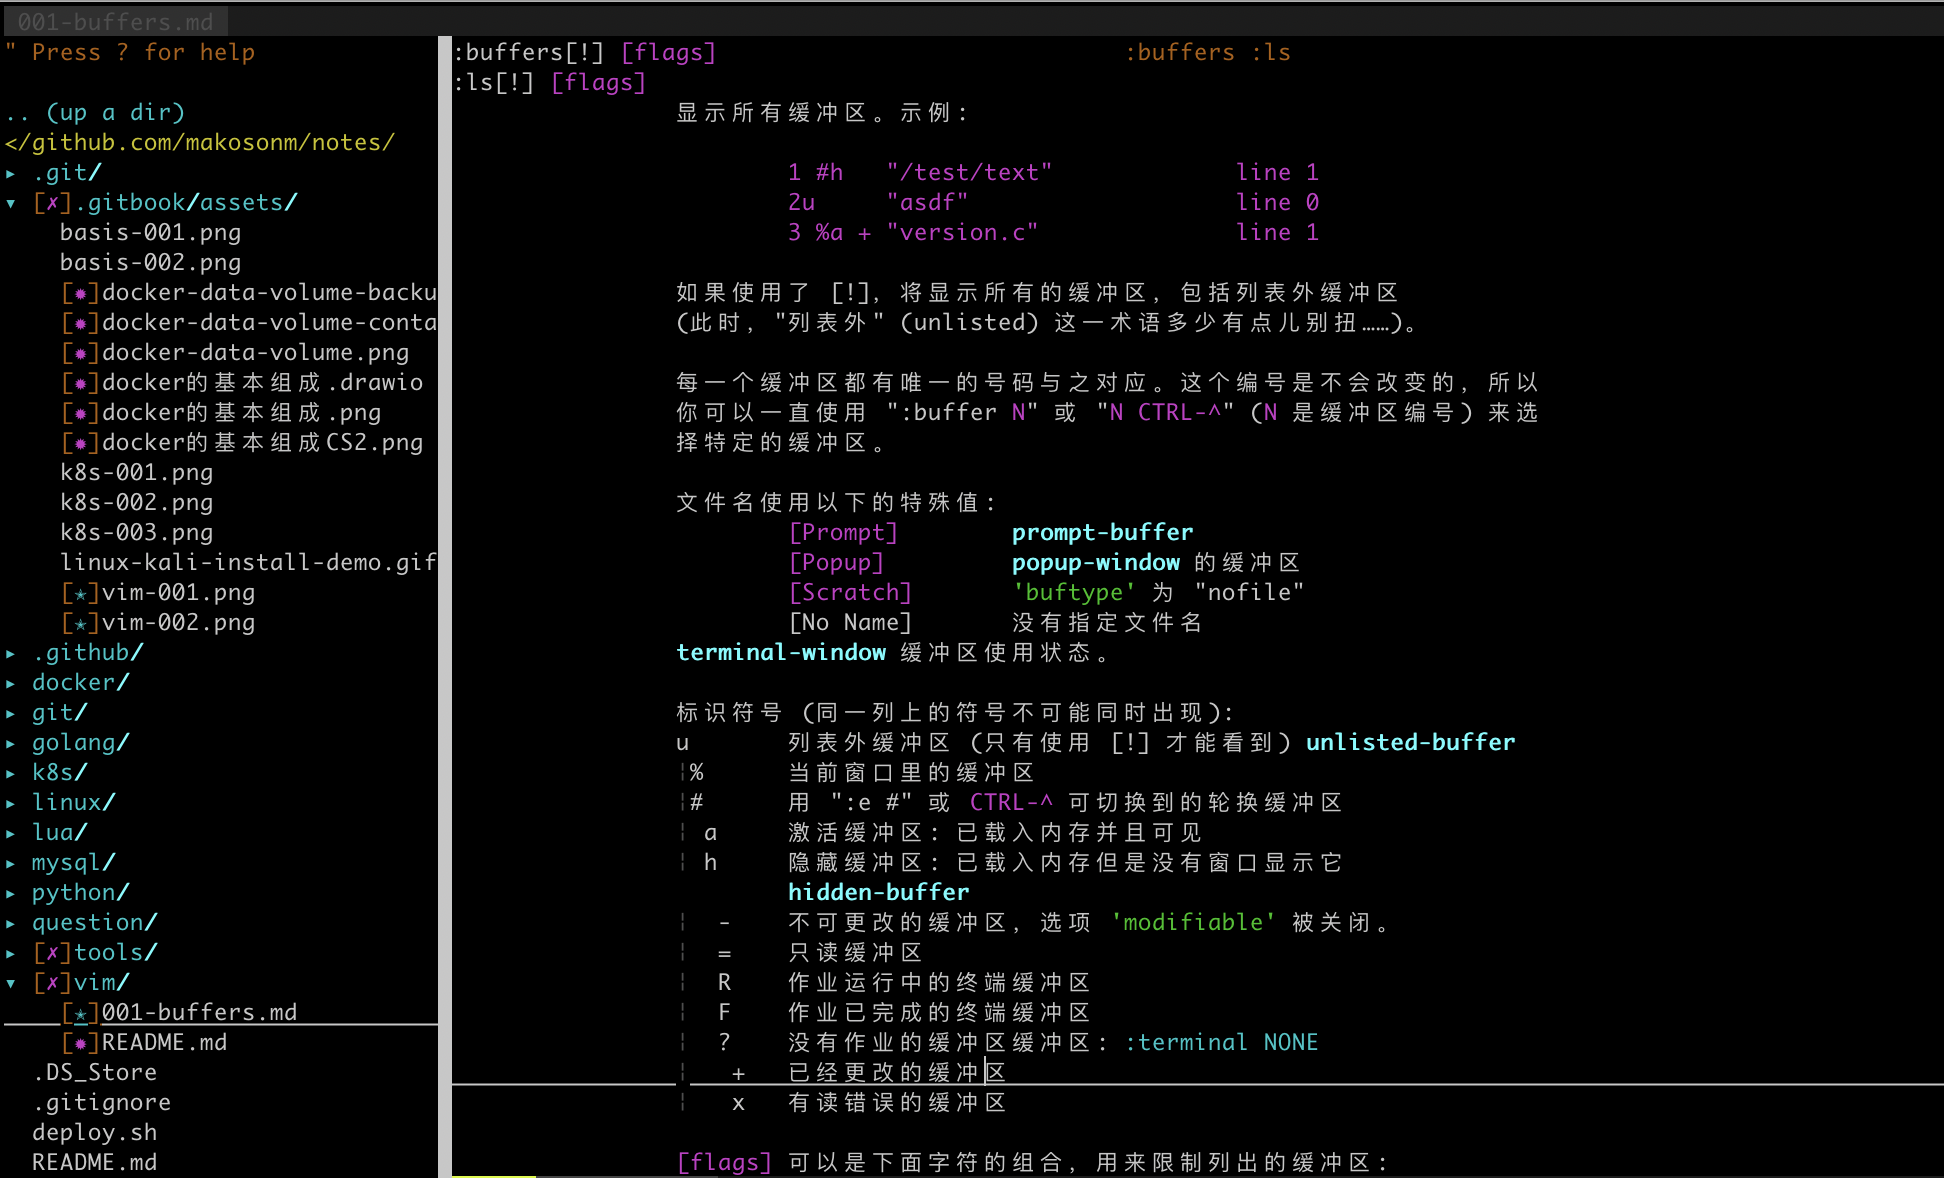 001-buffers.md
" Press ? for help
.. (up a dir)
</github.com/makosonm/notes/
▸ .git/
▾ [✗].gitbook/assets/
basis-001.png
basis-002.png
[✹]docker-data-volume-backu
[✹]docker-data-volume-conta
[✹]docker-data-volume.png
[✹]docker的基本组成.drawio
[✹]docker的基本组成.png
[✹]docker的基本组成CS2.png
k8s-001.png
k8s-002.png
k8s-003.png
linux-kali-install-demo.gif
[✭]vim-001.png
[✭]vim-002.png
▸ .github/
▸ docker/
▸ git/
▸ golang/
▸ k8s/
▸ linux/
▸ lua/
▸ mysql/
▸ python/
▸ question/
▸ [✗]tools/
▾ [✗]vim/
[✭]001-buffers.md
[✹]README.md
.DS_Store
.gitignore
deploy.sh
README.md
:buffers[!] [flags] :buffers :ls
:ls[!] [flags]
显示所有缓冲区。示例:
1 #h "/test/text" line 1
2u "asdf" line 0
3 %a + "version.c" line 1
如果使用了 [!], 将显示所有的缓冲区, 包括列表外缓冲区
(此时, "列表外" (unlisted) 这一术语多少有点儿别扭……)。
每一个缓冲区都有唯一的号码与之对应。这个编号是不会改变的, 所以
你可以一直使用 ":buffer N" 或 "N CTRL-^" (N 是缓冲区编号) 来选
择特定的缓冲区。
文件名使用以下的特殊值:
[Prompt] prompt-buffer
[Popup] popup-window 的缓冲区
[Scratch] 'buftype' 为 "nofile"
[No Name] 没有指定文件名
terminal-window 缓冲区使用状态。
标识符号 (同一列上的符号不可能同时出现):
u 列表外缓冲区 (只有使用 [!] 才能看到) unlisted-buffer
¦% 当前窗口里的缓冲区
¦# 用 ":e #" 或 CTRL-^ 可切换到的轮换缓冲区
¦ a 激活缓冲区: 已载入内存并且可见
¦ h 隐藏缓冲区: 已载入内存但是没有窗口显示它
hidden-buffer
¦ - 不可更改的缓冲区, 选项 'modifiable' 被关闭。
¦ = 只读缓冲区
¦ R 作业运行中的终端缓冲区
¦ F 作业已完成的终端缓冲区
¦ ? 没有作业的缓冲区缓冲区: :terminal NONE
¦ + 已经更改的缓冲区
¦ x 有读错误的缓冲区
[flags] 可以是下面字符的组合, 用来限制列出的缓冲区: